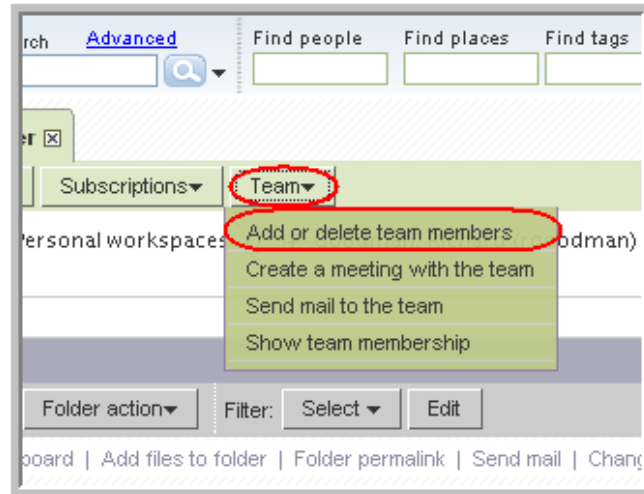 rch Advanced Find people Find places Find tags
er
Subscriptions Team
Personal workspaces odman)
Add or delete team members
Create a meeting with the team
Send mail to the team
Show team membership
Folder action Filter: Select Edit
board | Add files to folder | Folder permalink | Send mail | Chang